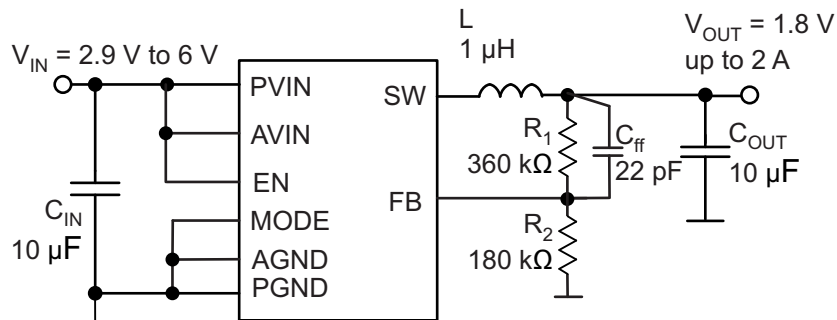 V_IN = 2.9 V to 6 V
L
1 µH
V_OUT = 1.8 V
up to 2 A
PVIN
AVIN
EN
MODE
AGND
PGND
SW
FB
C_IN
10 µF
R_1
360 kΩ
C_ff
22 pF
C_OUT
10 µF
R_2
180 kΩ